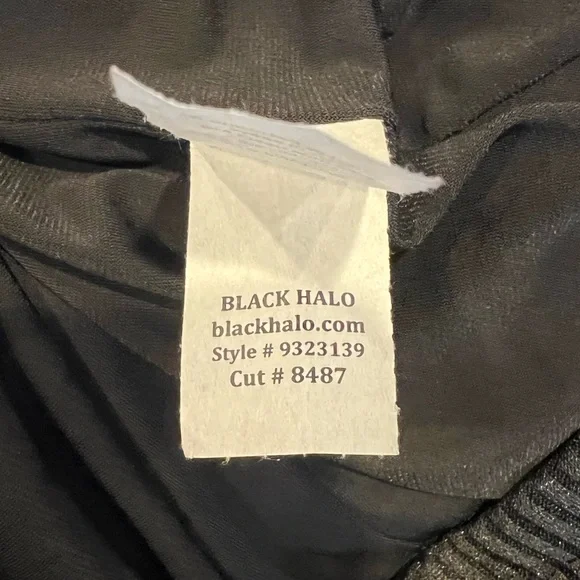 BLACK HALO
blackhalo.com
Style # 9323139
Cut # 8487